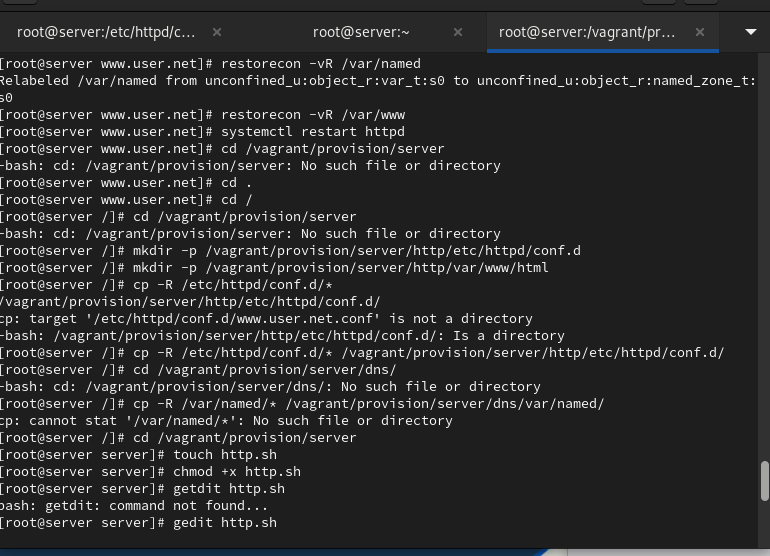 root@server:/etc/httpd/c...
root@server:~
root@server:/vagrant/pr...
[root@server www.user.net]# restorecon -vR /var/named
Relabeled /var/named from unconfined_u:object_r:var_t:s0 to unconfined_u:object_r:named_zone_t:
s0
[root@server www.user.net]# restorecon -vR /var/www
[root@server www.user.net]# systemctl restart httpd
[root@server www.user.net]# cd /vagrant/provision/server
-bash: cd: /vagrant/provision/server: No such file or directory
[root@server www.user.net]# cd .
[root@server www.user.net]# cd /
[root@server /]# cd /vagrant/provision/server
-bash: cd: /vagrant/provision/server: No such file or directory
[root@server /]# mkdir -p /vagrant/provision/server/http/etc/httpd/conf.d
[root@server /]# mkdir -p /vagrant/provision/server/http/var/www/html
[root@server /]# cp -R /etc/httpd/conf.d/*
/vagrant/provision/server/http/etc/httpd/conf.d/
cp: target '/etc/httpd/conf.d/www.user.net.conf' is not a directory
-bash: /vagrant/provision/server/http/etc/httpd/conf.d/: Is a directory
[root@server /]# cp -R /etc/httpd/conf.d/* /vagrant/provision/server/http/etc/httpd/conf.d/
[root@server /]# cd /vagrant/provision/server/dns/
-bash: cd: /vagrant/provision/server/dns/: No such file or directory
[root@server /]# cp -R /var/named/* /vagrant/provision/server/dns/var/named/
cp: cannot stat '/var/named/*': No such file or directory
[root@server /]# cd /vagrant/provision/server
[root@server server]# touch http.sh
[root@server server]# chmod +x http.sh
[root@server server]# getdit http.sh
bash: getdit: command not found...
[root@server server]# gedit http.sh